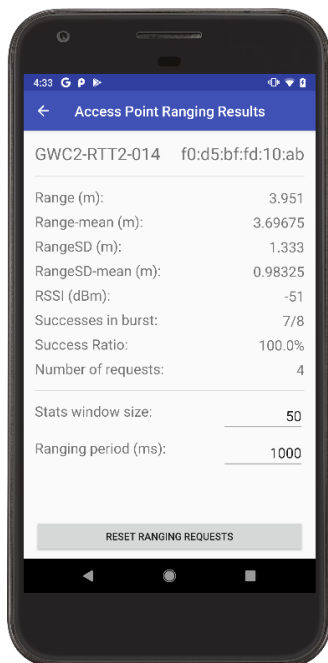 4:33 G P
Access Point Ranging Results
GWC2-RTT2-014 f0:d5:bf:fd:10:ab
Range (m): 3.951
Range-mean (m): 3.69675
RangeSD (m): 1.333
RangeSD-mean (m): 0.98325
RSSI (dBm): -51
Successes in burst: 7/8
Success Ratio: 100.0%
Number of requests: 4
Stats window size: 50
Ranging period (ms): 1000
RESET RANGING REQUESTS